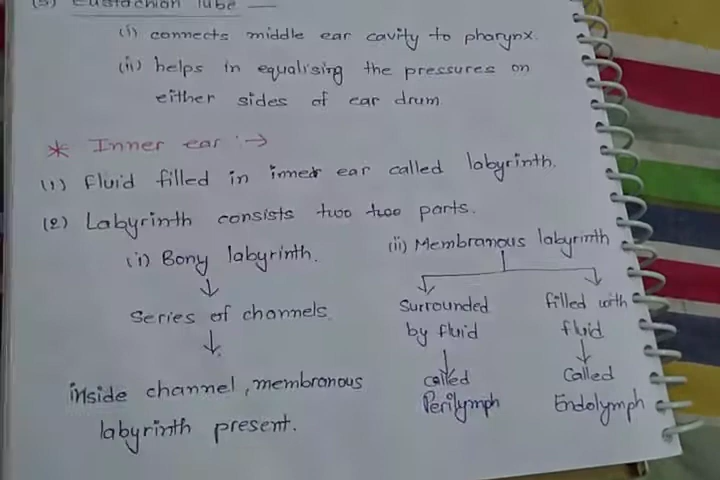 (3) Eustachion Tube —
(i) connects middle ear cavity to pharynx.
(ii) helps in equalising the pressures on
either sides of ear drum
* Inner ear :→
(1) Fluid filled in inner ear called labyrinth.
(2) Labyrinth consists two two parts.
(i) Bony labyrinth.
↓
Series of channels.
↓
inside channel, membranous
labyrinth present.
(ii) Membranous labyrinth
↓ ↓
Surrounded
by fluid
↓
called
Perilymph
filled with
fluid
↓
Called
Endolymph